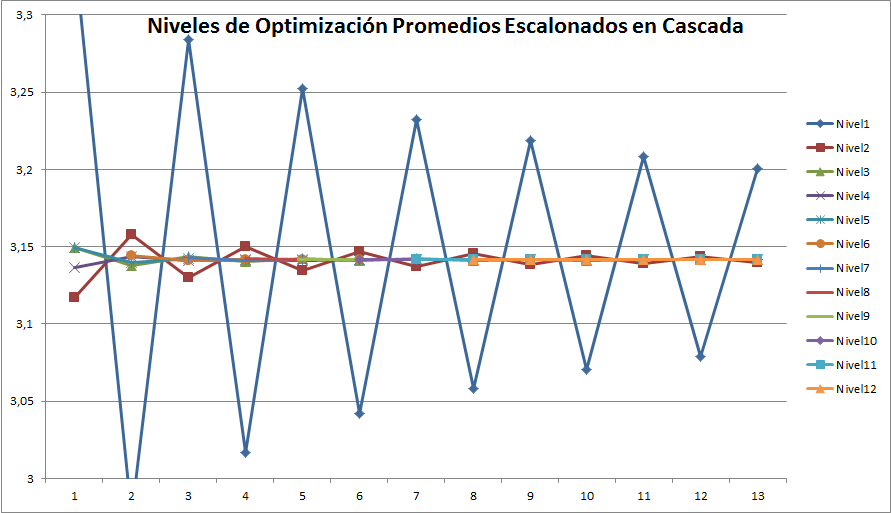 Niveles de Optimización Promedios Escalonados en Cascada
3,3
3,25
3,2
3,15
3,1
3,05
3
1 2 3 4 5 6 7 8 9 10 11 12 13
Nivel1
Nivel2
Nivel3
Nivel4
Nivel5
Nivel6
Nivel7
Nivel8
Nivel9
Nivel10
Nivel11
Nivel12